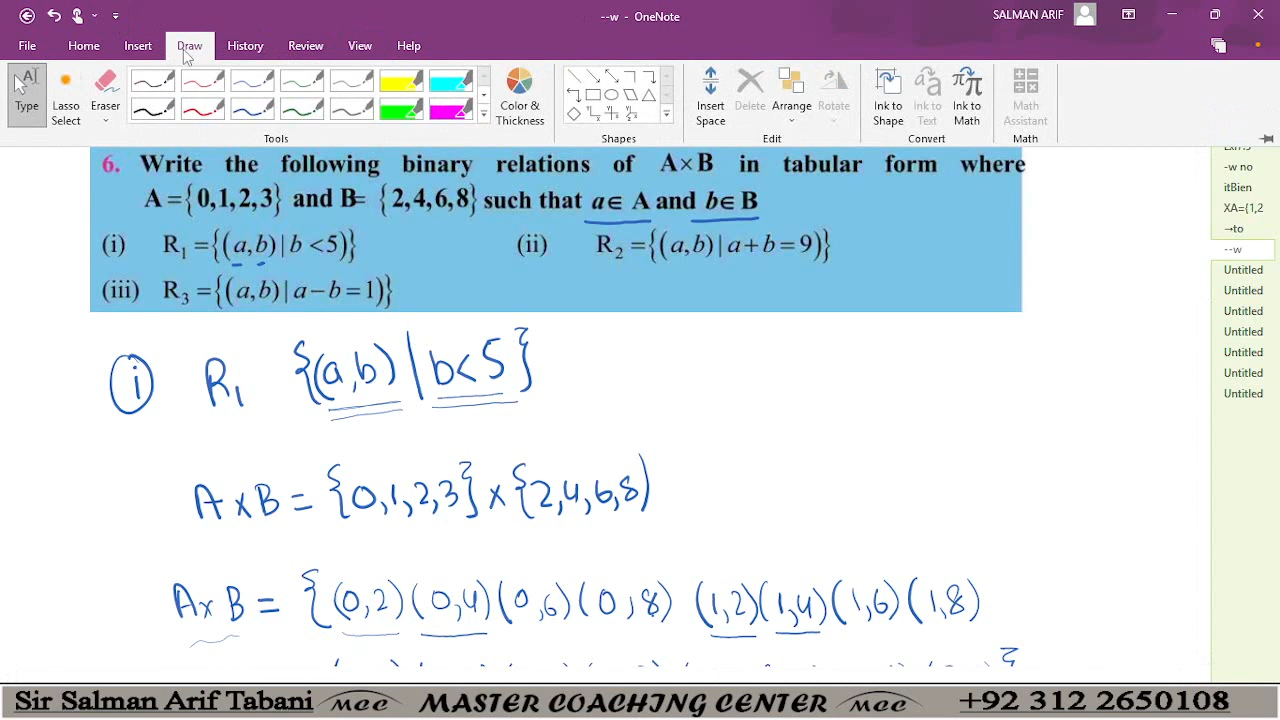 --w - OneNote
SALMAN ARIF
File Home Insert Draw History Review View Help
Type
Lasso Select
Eraser
Color & Thickness
Insert Space
Delete
Arrange
Rotate
Ink to Shape
Ink to Text
Ink to Math
Math Assistant
Tools Shapes Edit Convert Math
6. Write the following binary relations of A×B in tabular form where
A={0,1,2,3} and B= {2,4,6,8} such that a∈ A and b∈ B
(i) R₁ ={(a,b)|b<5)} (ii) R₂ ={(a,b)|a+b=9)}
(iii) R₃ ={(a,b)|a−b=1)}
i R₁ {(a,b) | b<5}
A×B = {0,1,2,3} × {2,4,6,8)
A×B = {(0,2)(0,4)(0,6)(0,8) (1,2)(1,4)(1,6)(1,8)
-w no
itBien
XA={1,2
→to
--w
Untitled
Untitled
Untitled
Untitled
Untitled
Untitled
Untitled
Sir Salman Arif Tabani mcc MASTER COACHING CENTER mcc +92 312 2650108